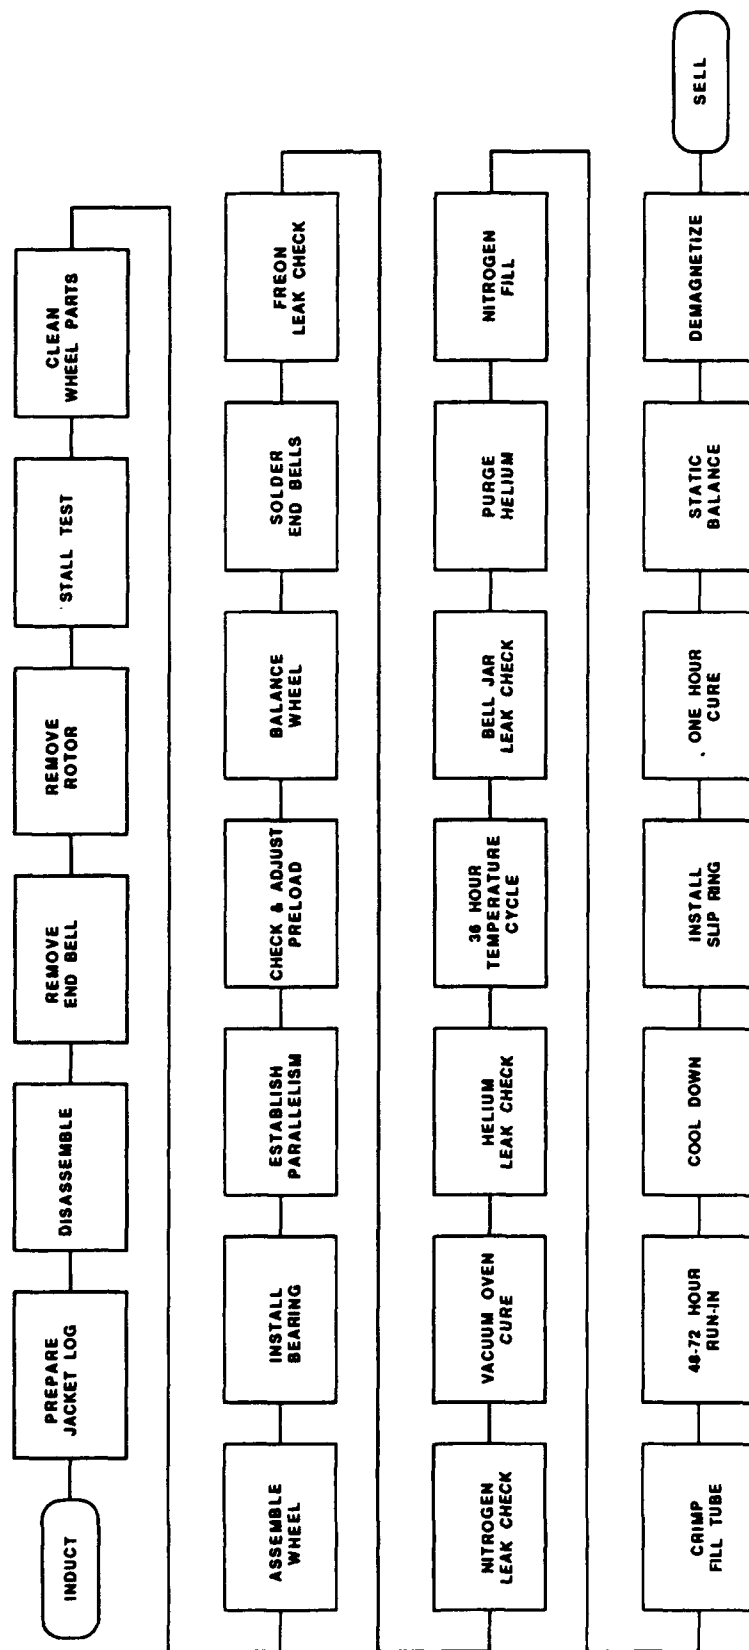 INDUCT
PREPARE
JACKET LOG
DISASSEMBLE
REMOVE
END BELL
REMOVE
ROTOR
STALL TEST
CLEAN
WHEEL PARTS
ASSEMBLE
WHEEL
INSTALL
BEARING
ESTABLISH
PARALLELISM
CHECK & ADJUST
PRELOAD
BALANCE
WHEEL
SOLDER
END BELLS
FREON
LEAK CHECK
NITROGEN
LEAK CHECK
VACUUM OVEN
CURE
HELIUM
LEAK CHECK
36 HOUR
TEMPERATURE
CYCLE
BELL JAR
LEAK CHECK
PURGE
HELIUM
NITROGEN
FILL
CRIMP
FILL TUBE
48-72 HOUR
RUN-IN
COOL DOWN
INSTALL
SLIP RING
ONE HOUR
CURE
STATIC
BALANCE
DEMAGNETIZE
SELL